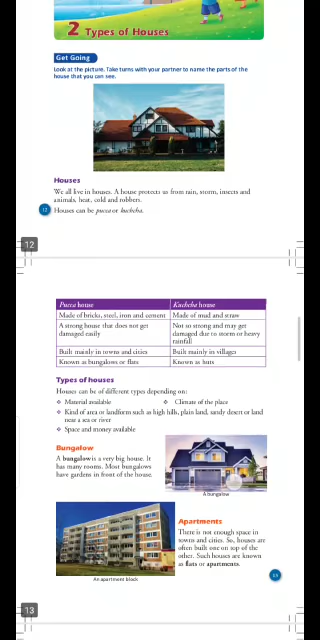 2 Types of Houses
Get Going
Look at the picture. Take turns with your partner to name the parts of the
house that you can see.
Houses
We all live in houses. A house protects us from rain, storm, insects and
animals, heat, cold and robbers.
Houses can be pucca or kuchcha.
12
12
Pucca house Kuchcha house
Made of bricks, steel, iron and cement Made of mud and straw
A strong house that does not get
damaged easily
Not so strong and may get
damaged due to storm or heavy
rainfall
Built mainly in towns and cities Built mainly in villages
Known as bungalows or flats Known as huts
Types of houses
Houses can be of different types depending on:
❖ Material available ❖ Climate of the place
❖ Kind of area or landforms such as high hills, plain land, sandy desert or land
near a sea or river
❖ Space and money available
Bungalow
A bungalow is a very big house. It
has many rooms. Most bungalows
have gardens in front of the house.
A bungalow
Apartments
There is not enough space in
towns and cities. So, houses are
often built one on top of the
other. Such houses are known
as flats or apartments.
An apartment block
13
13